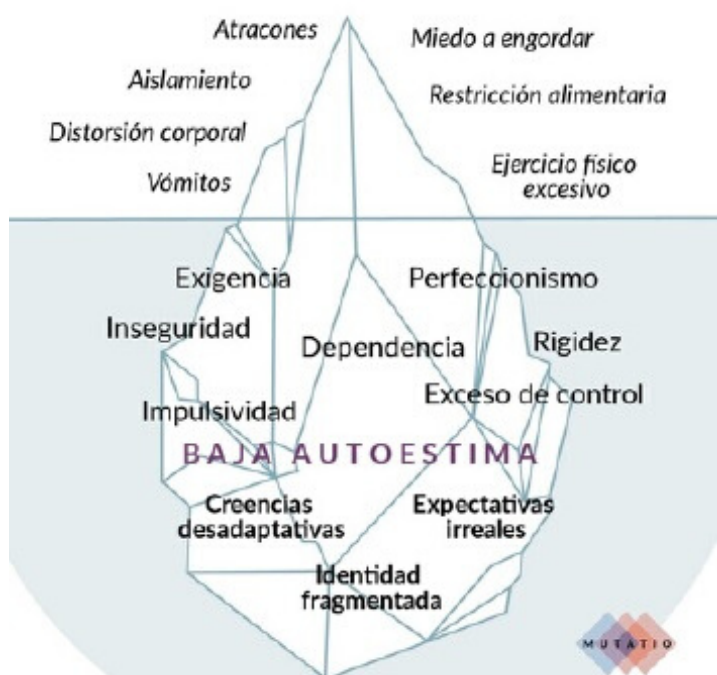 Atracones
Miedo a engordar
Aislamiento
Restricción alimentaria
Distorsión corporal
Vómitos
Ejercicio físico
excesivo
Exigencia
Perfeccionismo
Inseguridad
Dependencia
Rigidez
Impulsividad
Exceso de control
BAJA AUTOESTIMA
Creencias
desadaptativas
Expectativas
irreales
Identidad
fragmentada
MUTATIO